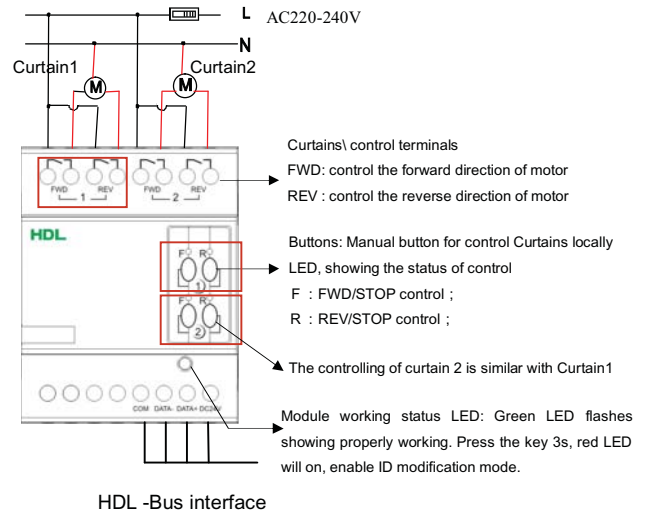 L AC220-240V
N
Curtain1 Curtain2
M M
Curtains\ control terminals
FWD: control the forward direction of motor
REV : control the reverse direction of motor
FWD REV FWD REV
1 2
HDL
Buttons: Manual button for control Curtains locally
LED, showing the status of control
F : FWD/STOP control ;
R : REV/STOP control ;
F R
1
F R
2
The controlling of curtain 2 is similar with Curtain1
COM DATA- DATA+ DC24V
Module working status LED: Green LED flashes
showing properly working. Press the key 3s, red LED
will on, enable ID modification mode.
HDL -Bus interface